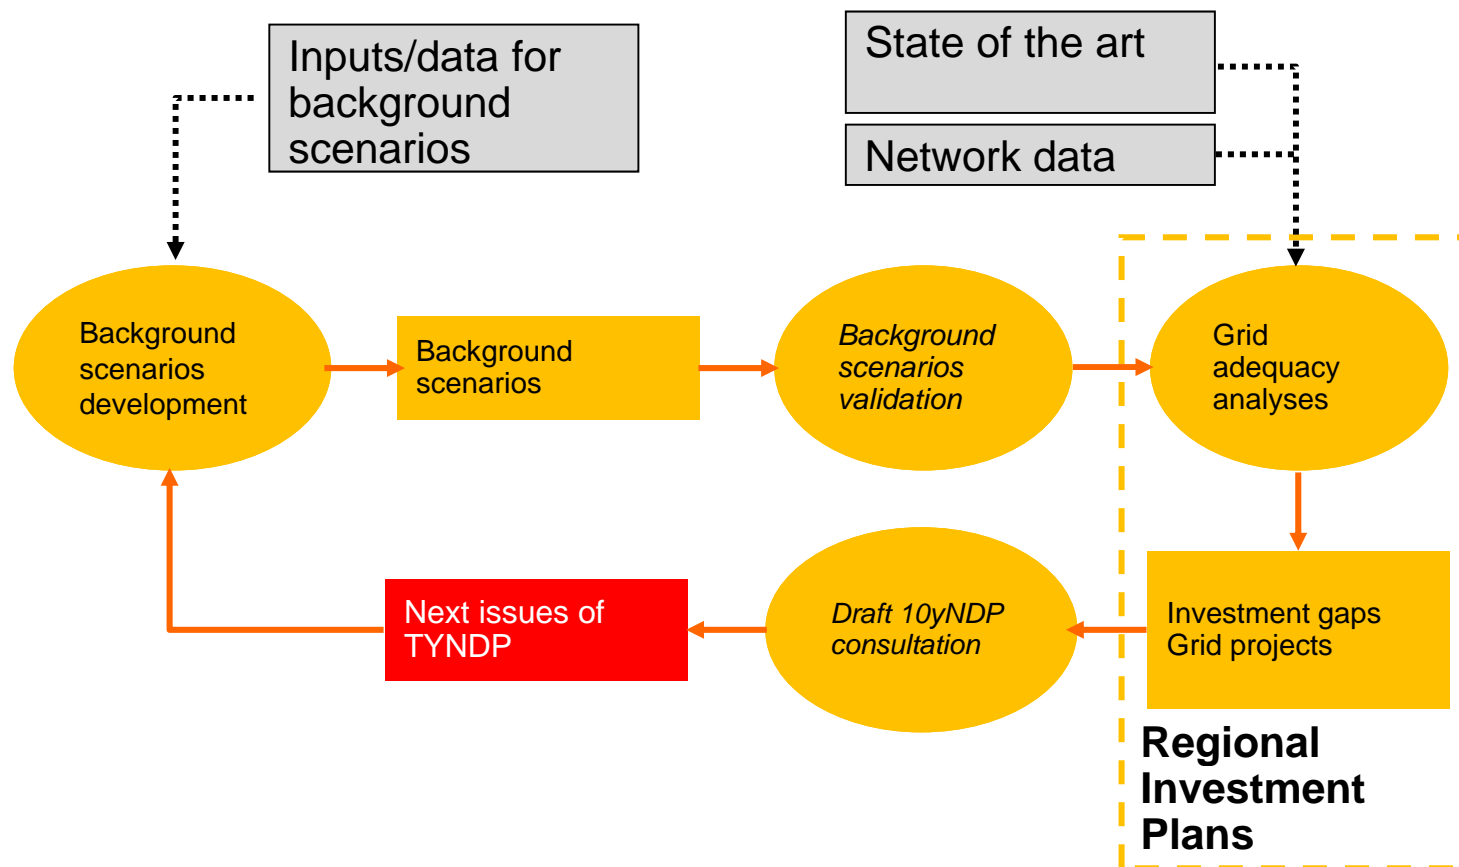 Inputs/data for
background
scenarios
State of the art
Network data
Background
scenarios
development
Background
scenarios
Background
scenarios
validation
Grid
adequacy
analyses
Next issues of
TYNDP
Draft 10yNDP
consultation
Investment gaps
Grid projects
Regional
Investment
Plans